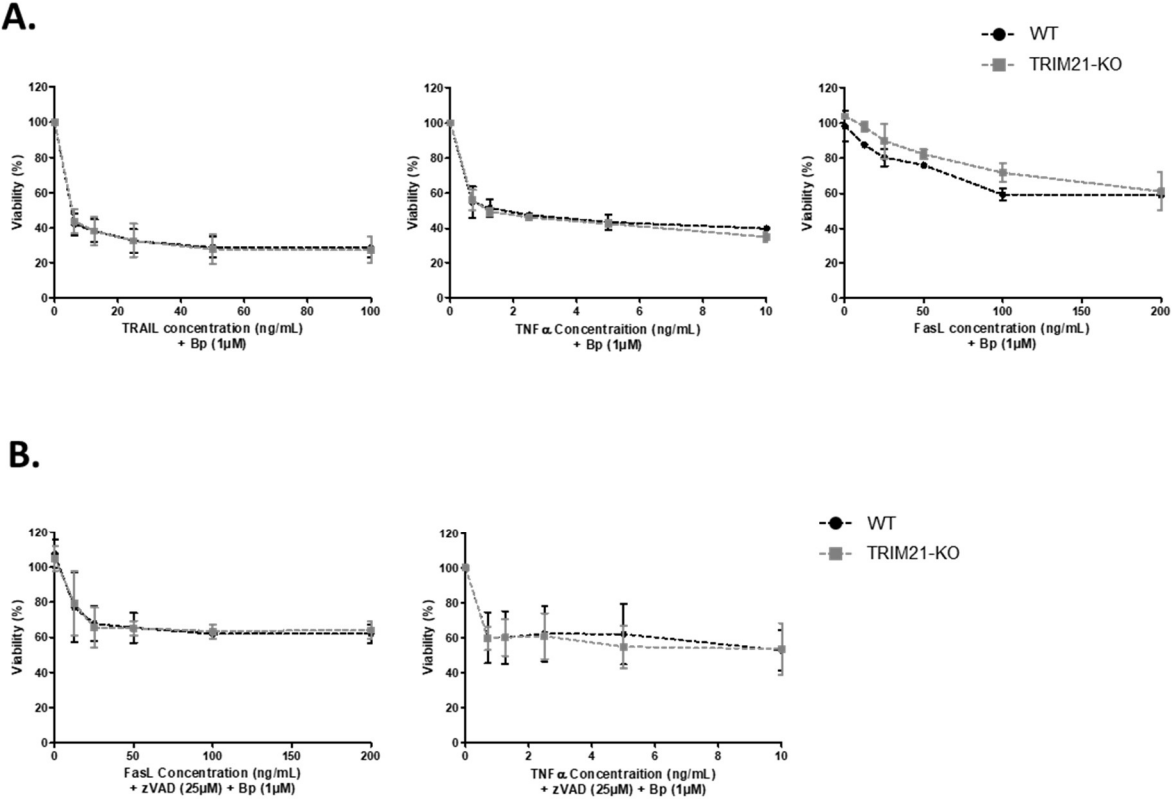 A.
WT
TRIM21-KO
120
100
80
60
40
20
0
Viability (%)
0 20 40 60 80 100
TRAIL concentration (ng/mL)
+ Bp (1µM)
120
100
80
60
40
20
0
Viability (%)
0 2 4 6 8 10
TNFα Concentraition (ng/mL)
+ Bp (1µM)
120
100
80
60
40
20
0
Viability (%)
0 50 100 150 200
FasL concentration (ng/mL)
+ Bp (1µM)
B.
WT
TRIM21-KO
120
100
80
60
40
20
0
Viability (%)
0 50 100 150 200
FasL Concentration (ng/mL)
+ zVAD (25µM) + Bp (1µM)
120
100
80
60
40
20
0
Viability (%)
0 2 4 6 8 10
TNFα Concentraition (ng/mL)
+ zVAD (25µM) + Bp (1µM)